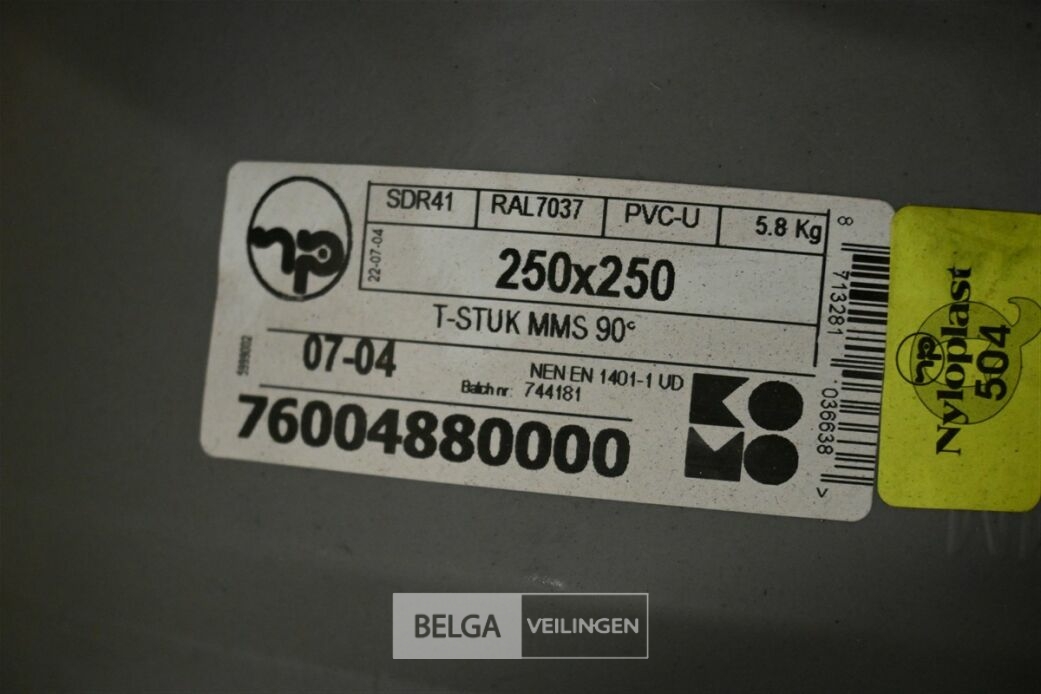 SDR41 RAL7037 PVC-U 5.8 Kg
22-07-04
250x250
T-STUK MMS 90°
07-04
NEN EN 1401-1 UD
Batch nr: 744181
76004880000
KOMO
8 713281 036638 >
Nyloplast
504
BELGA VEILINGEN